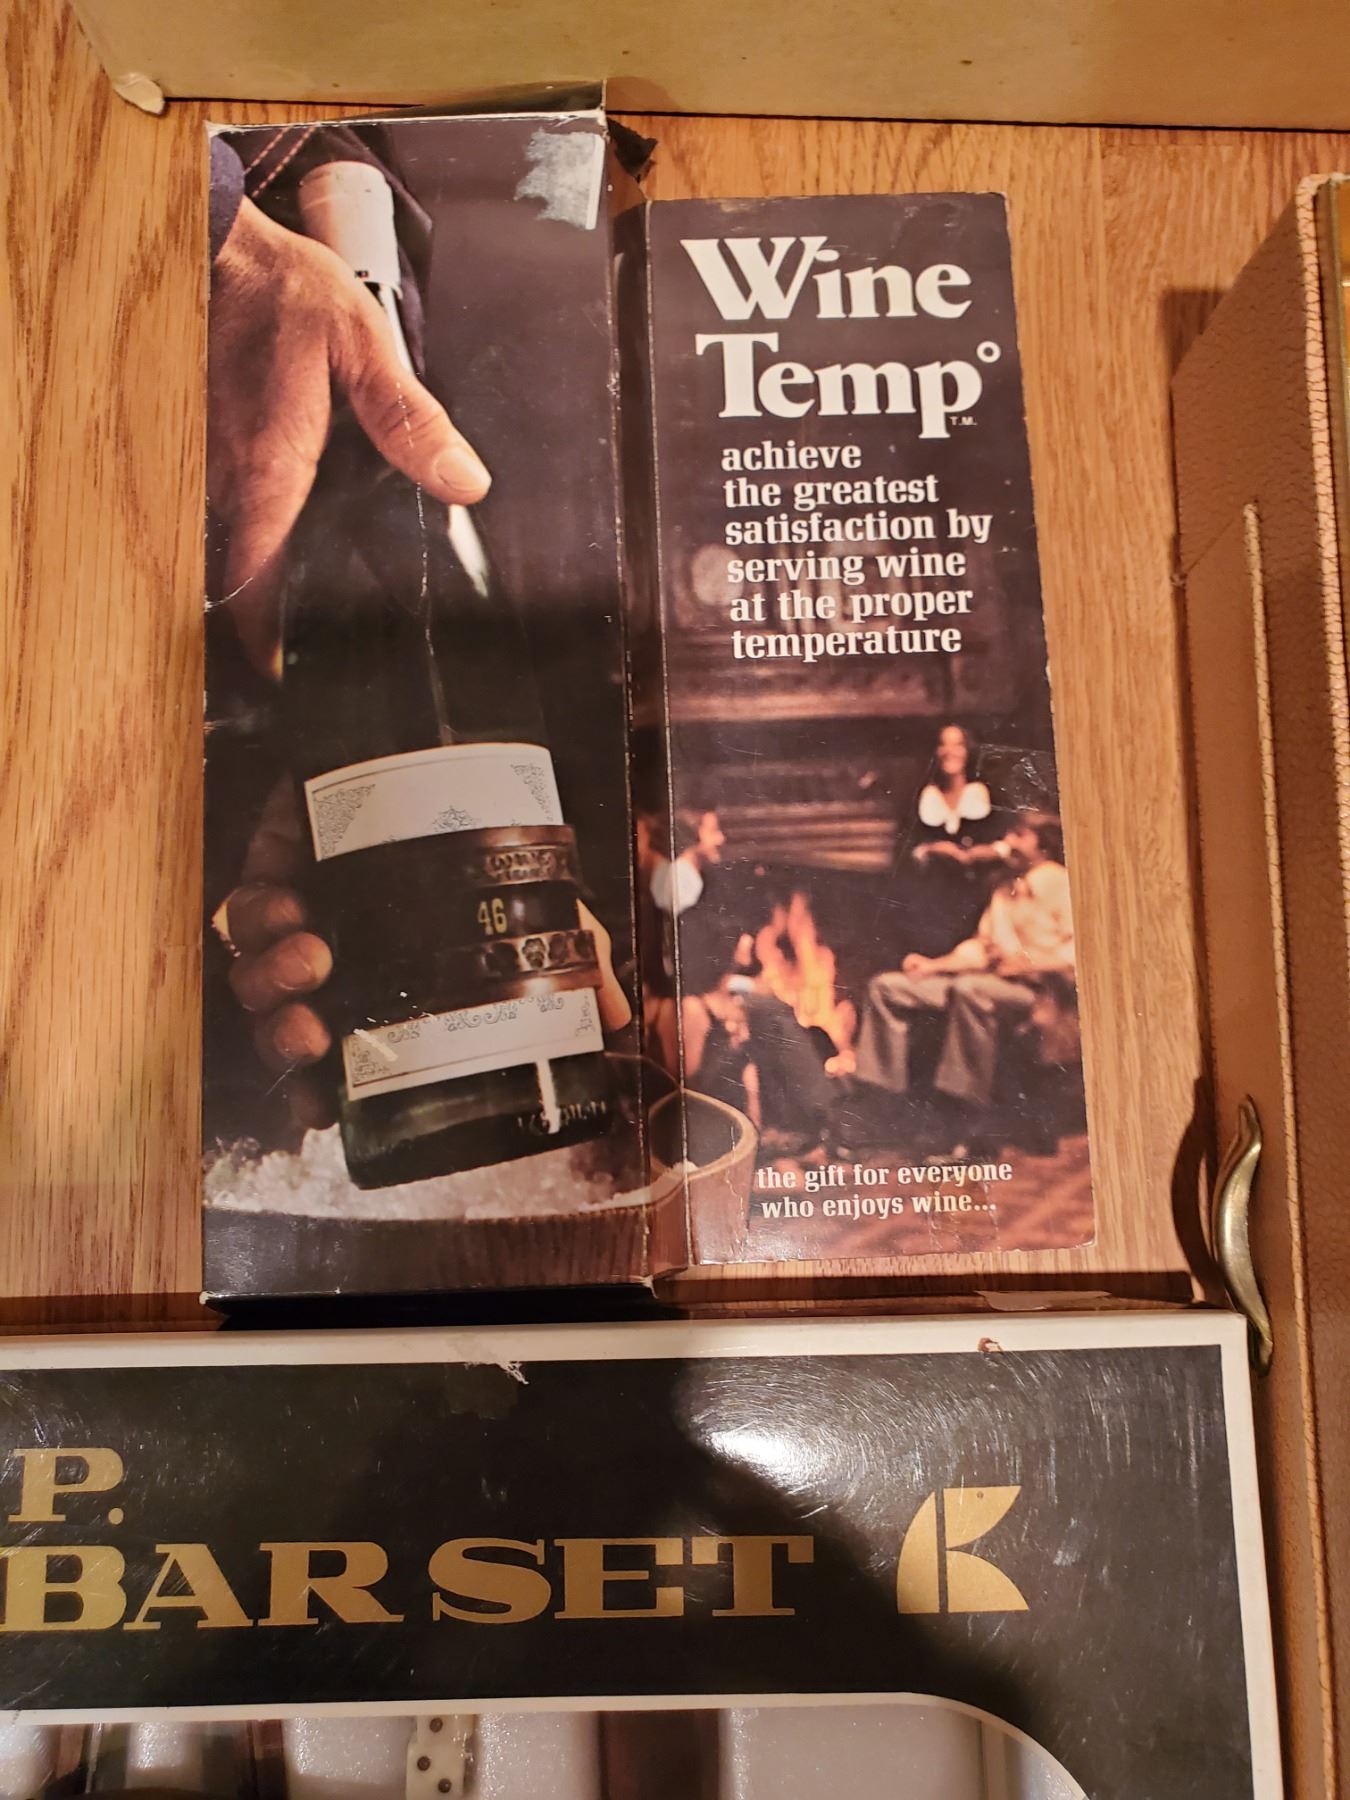 Wine
Temp°
T.M.
achieve
the greatest
satisfaction by
serving wine
at the proper
temperature
46
the gift for everyone
who enjoys wine...
P.
BAR SET